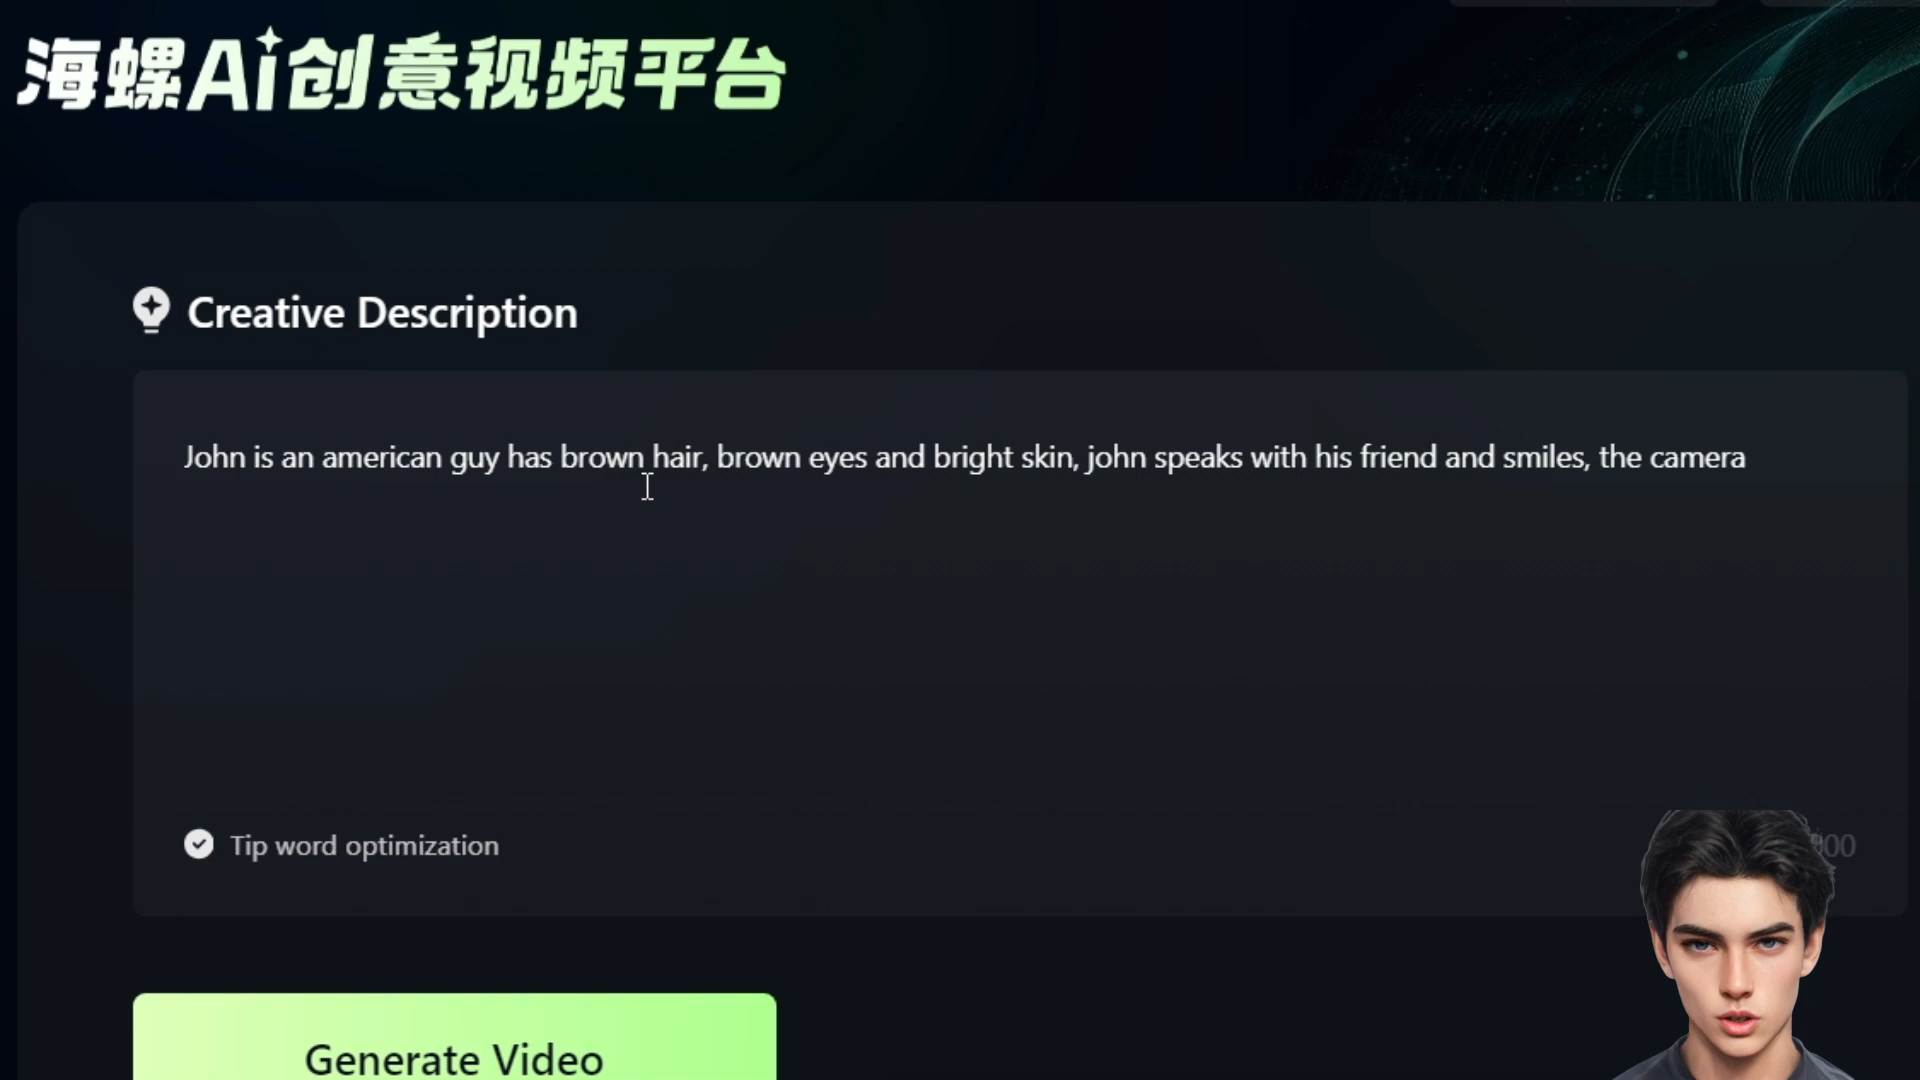 海螺Ai创意视频平台
Creative Description
John is an american guy has brown hair, brown eyes and bright skin, john speaks with his friend and smiles, the camera
Tip word optimization
Generate Video